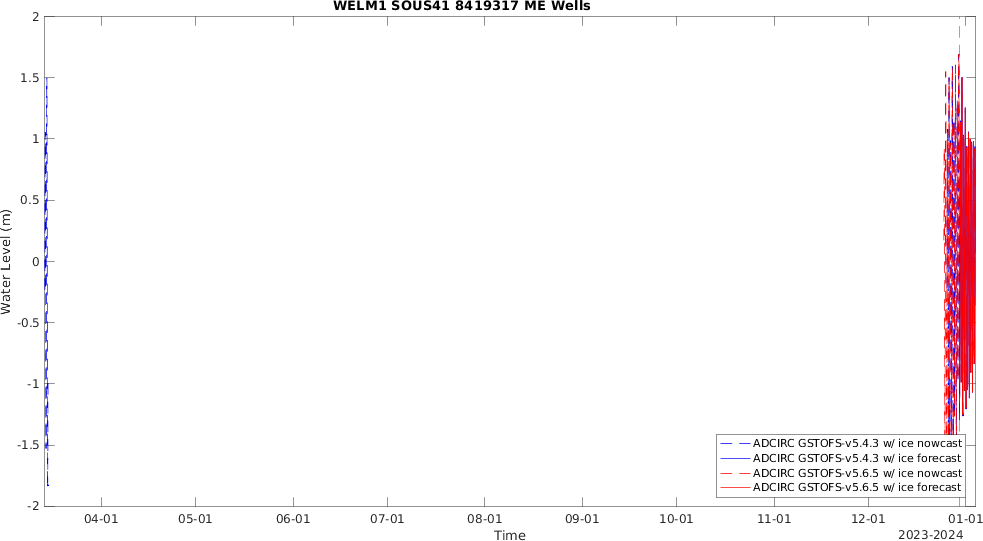 WELM1 SOUS41 8419317 ME Wells
2
1.5
1
0.5
0
-0.5
-1
-1.5
-2
Water Level (m)
04-01 05-01 06-01 07-01 08-01 09-01 10-01 11-01 12-01 01-01
Time
2023-2024
ADCIRC GSTOFS-v5.4.3 w/ ice nowcast
ADCIRC GSTOFS-v5.4.3 w/ ice forecast
ADCIRC GSTOFS-v5.6.5 w/ ice nowcast
ADCIRC GSTOFS-v5.6.5 w/ ice forecast